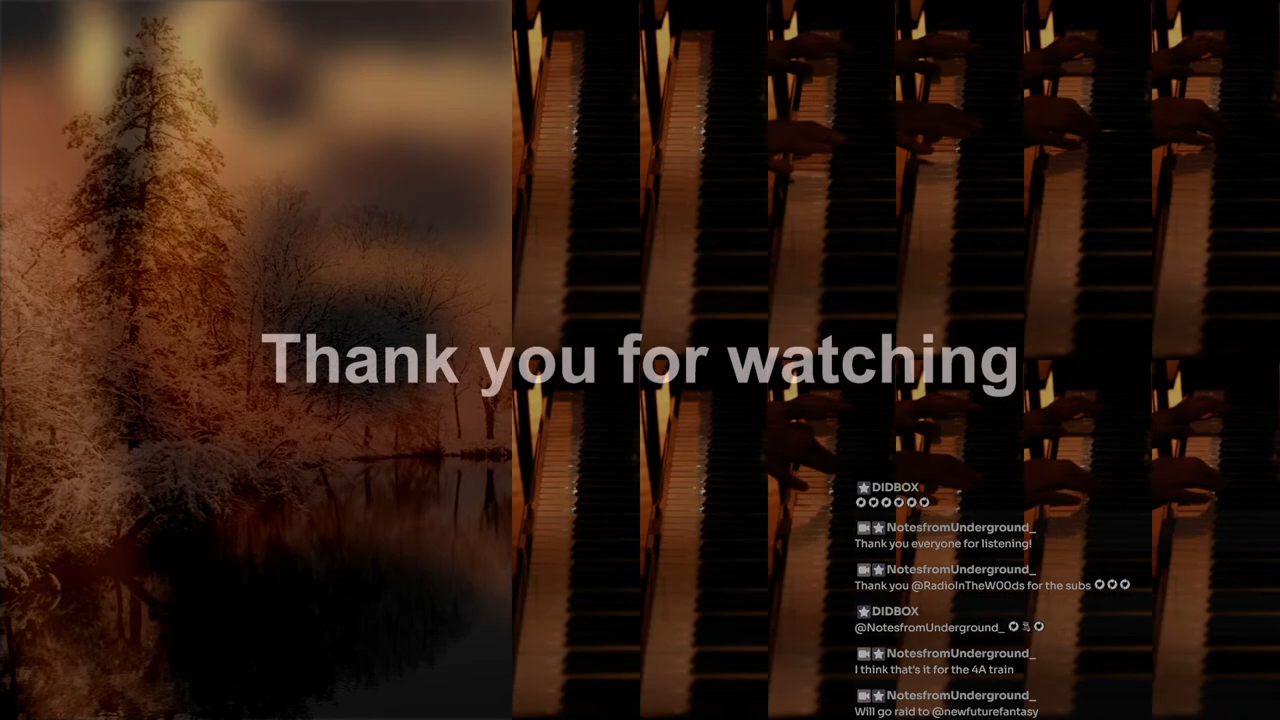 Thank you for watching
DIDBOX
NotesfromUnderground_
Thank you everyone for listening!
NotesfromUnderground_
Thank you @RadioInTheW00ds for the subs
DIDBOX
@NotesfromUnderground_
NotesfromUnderground_
I think that's it for the 4A train
NotesfromUnderground_
Will go raid to @newfuturefantasy